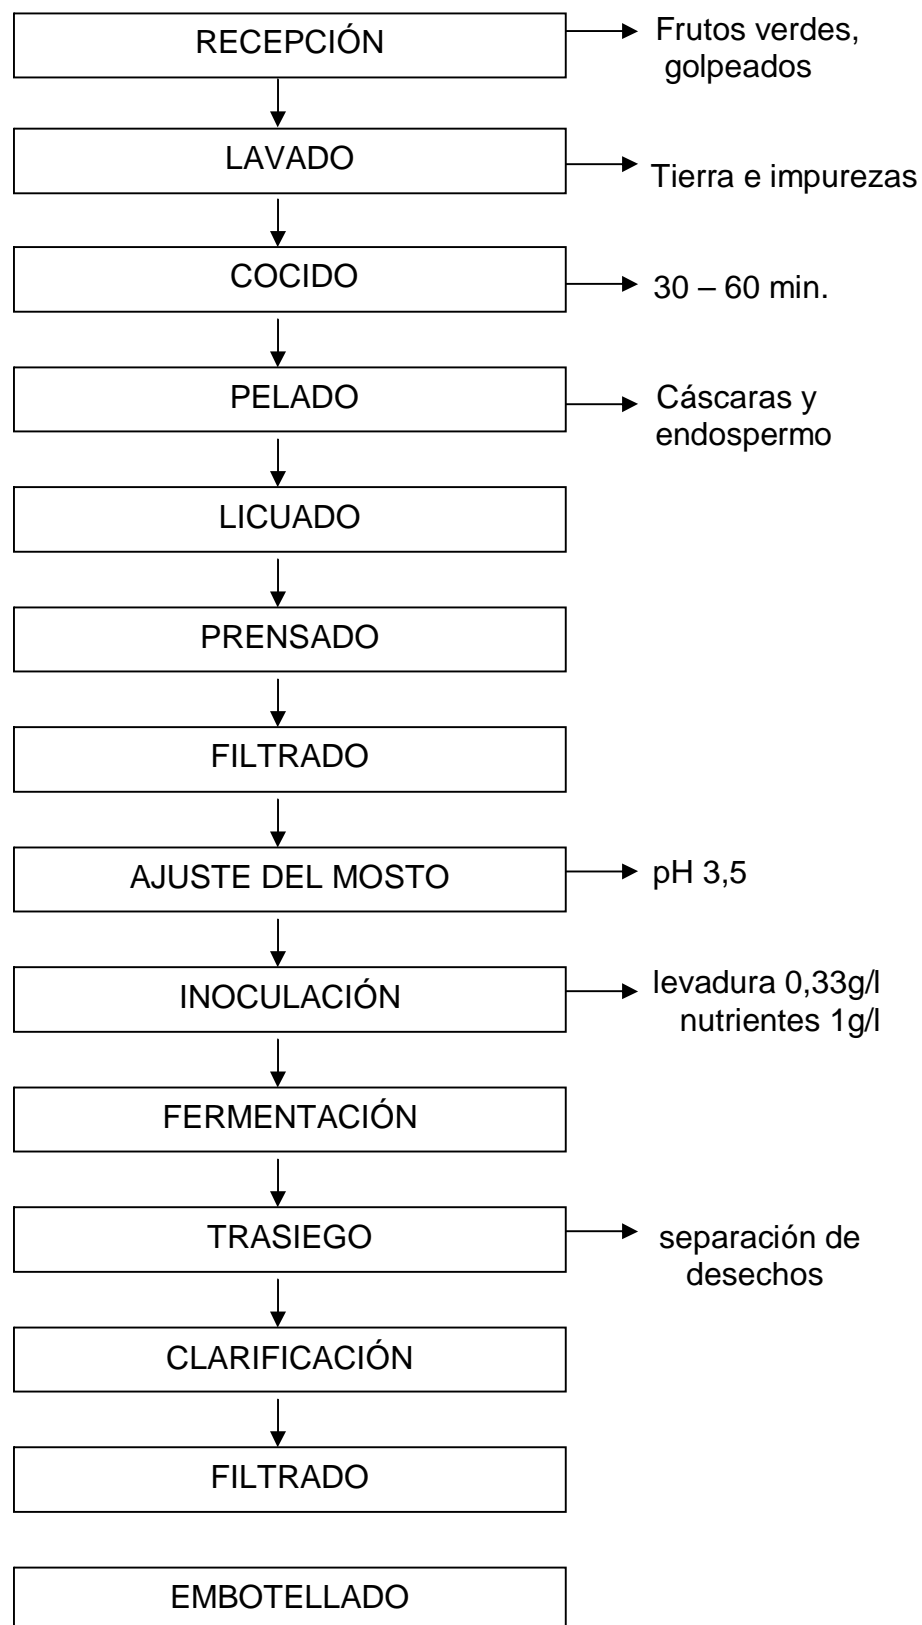 RECEPCIÓN
Frutos verdes,
golpeados
LAVADO
Tierra e impurezas
COCIDO
30 – 60 min.
PELADO
Cáscaras y
endospermo
LICUADO
PRENSADO
FILTRADO
AJUSTE DEL MOSTO
pH 3,5
INOCULACIÓN
levadura 0,33g/l
nutrientes 1g/l
FERMENTACIÓN
TRASIEGO
separación de
desechos
CLARIFICACIÓN
FILTRADO
EMBOTELLADO